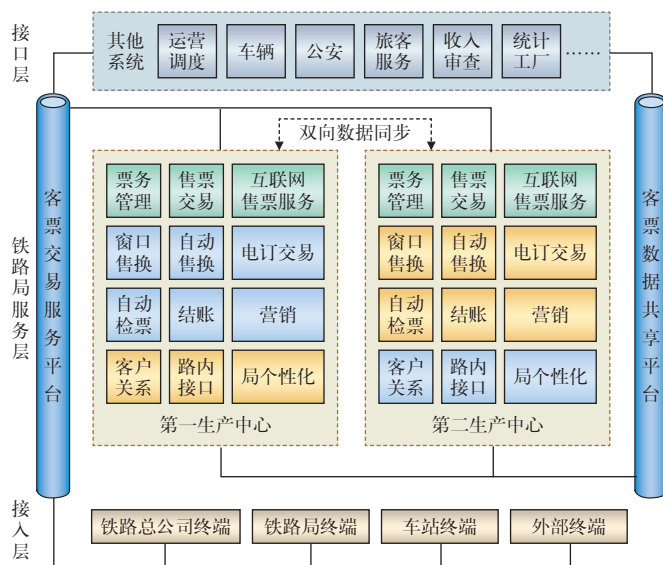 接口层
其他
系统
运营
调度
车辆
公安
旅客
服务
收入
审查
统计
工厂
……
铁路局服务层
客票交易服务平台
双向数据同步
票务
管理
售票
交易
互联网
售票服务
窗口
售换
自动
售换
电订交易
自动
检票
结账
营销
客户
关系
路内
接口
局个性化
第一生产中心
票务
管理
售票
交易
互联网
售票服务
窗口
售换
自动
售换
电订交易
自动
检票
结账
营销
客户
关系
路内
接口
局个性化
第二生产中心
客票数据共享平台
接入层
铁路总公司终端
铁路局终端
车站终端
外部终端